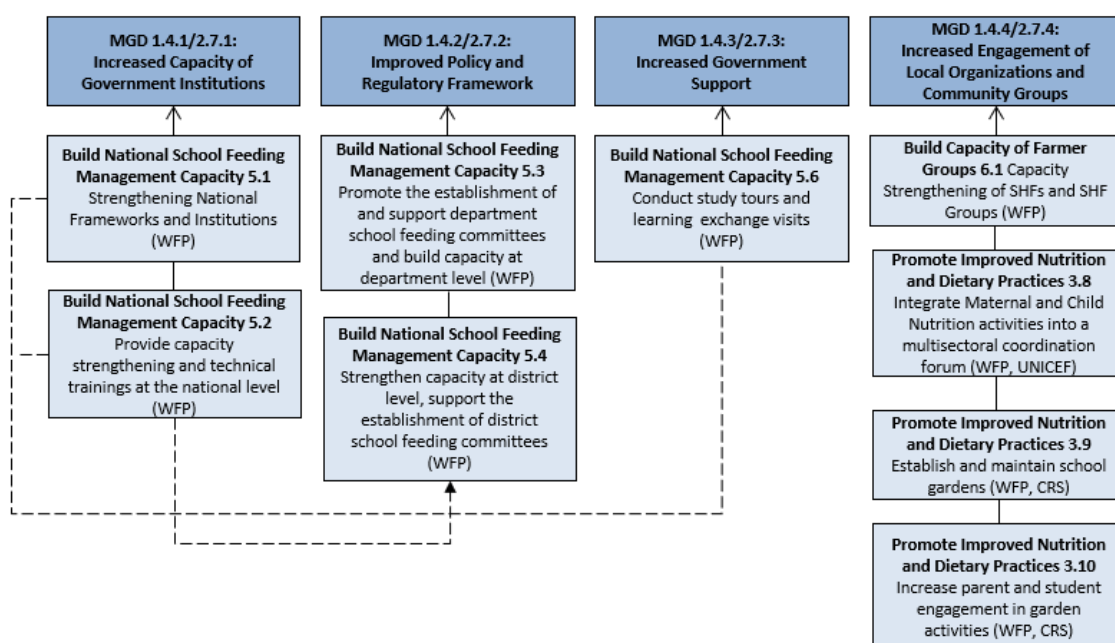 MGD 1.4.1/2.7.1:
Increased Capacity of
Government Institutions
Build National School Feeding
Management Capacity 5.1
Strengthening National
Frameworks and Institutions
(WFP)
Build National School Feeding
Management Capacity 5.2
Provide capacity
strengthening and technical
trainings at the national level
(WFP)
MGD 1.4.2/2.7.2:
Improved Policy and
Regulatory Framework
Build National School Feeding
Management Capacity 5.3
Promote the establishment of
and support department
school feeding committees
and build capacity at
department level (WFP)
Build National School Feeding
Management Capacity 5.4
Strengthen capacity at district
level, support the
establishment of district
school feeding committees
(WFP)
MGD 1.4.3/2.7.3:
Increased Government
Support
Build National School Feeding
Management Capacity 5.6
Conduct study tours and
learning exchange visits
(WFP)
MGD 1.4.4/2.7.4:
Increased Engagement of
Local Organizations and
Community Groups
Build Capacity of Farmer
Groups 6.1 Capacity
Strengthening of SHFs and SHF
Groups (WFP)
Promote Improved Nutrition
and Dietary Practices 3.8
Integrate Maternal and Child
Nutrition activities into a
multisectoral coordination
forum (WFP, UNICEF)
Promote Improved Nutrition
and Dietary Practices 3.9
Establish and maintain school
gardens (WFP, CRS)
Promote Improved Nutrition
and Dietary Practices 3.10
Increase parent and student
engagement in garden
activities (WFP, CRS)